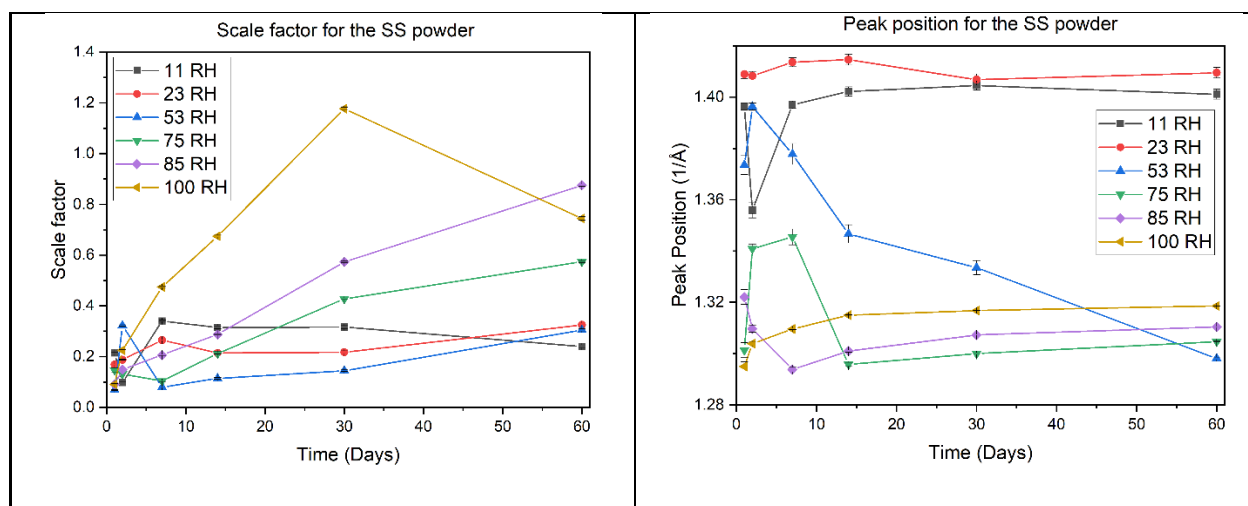 Scale factor for the SS powder
1.4
1.2
1.0
0.8
0.6
0.4
0.2
0.0
Scale factor
11 RH
23 RH
53 RH
75 RH
85 RH
100 RH
0 10 20 30 40 50 60
Time (Days)
Peak position for the SS powder
1.40
1.36
1.32
1.28
Peak Position (1/Å)
11 RH
23 RH
53 RH
75 RH
85 RH
100 RH
0 10 20 30 40 50 60
Time (Days)